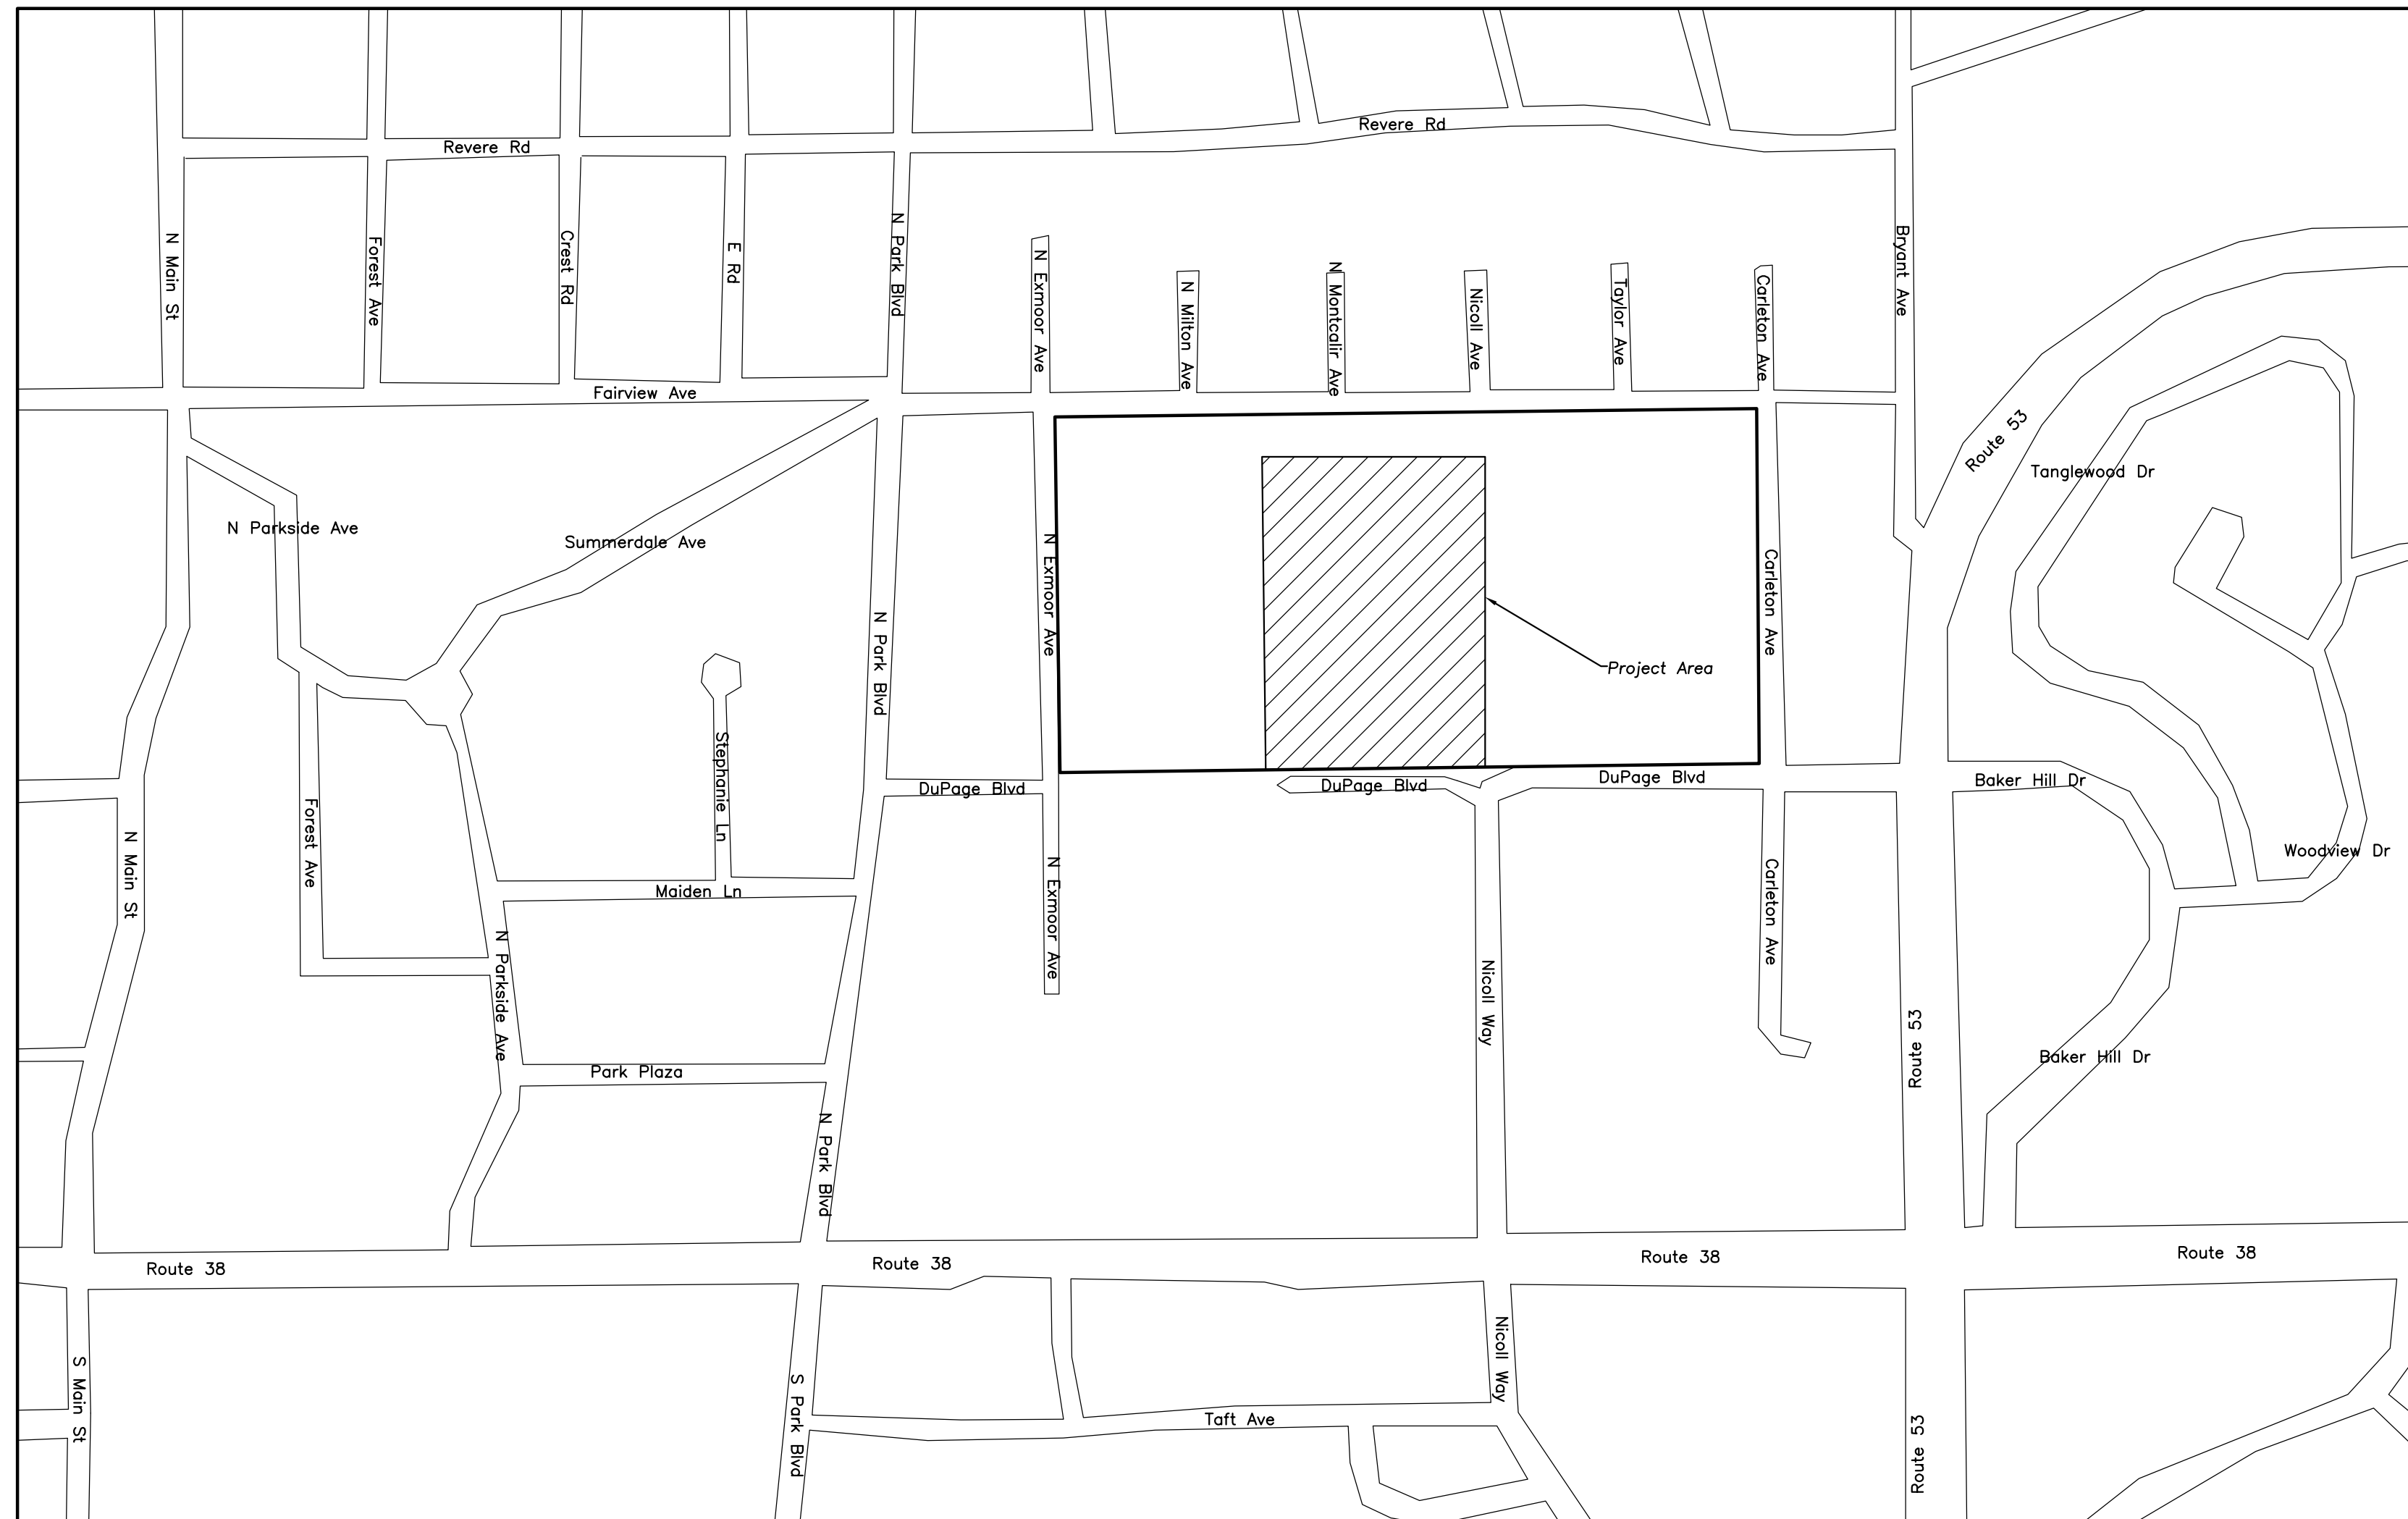 Revere Rd
Revere Rd
N Main St
Forest Ave
Crest Rd
E Rd
N Park Blvd
N Exmoor Ave
N Milton Ave
N Montcalir Ave
Nicoll Ave
Taylor Ave
Carleton Ave
Bryant Ave
Fairview Ave
Route 53
Tanglewood Dr
N Parkside Ave
Summerdale Ave
N Exmoor Ave
Carleton Ave
N Park Blvd
Project Area
Stephanie Ln
DuPage Blvd
DuPage Blvd
DuPage Blvd
Baker Hill Dr
Forest Ave
N Main St
Woodview Dr
Maiden Ln
N Exmoor Ave
Carleton Ave
N Parkside Ave
Nicoll Way
Route 53
Baker Hill Dr
Park Plaza
N Park Blvd
Route 38
Route 38
Route 38
Route 38
S Main St
S Park Blvd
Nicoll Way
Taft Ave
Route 53